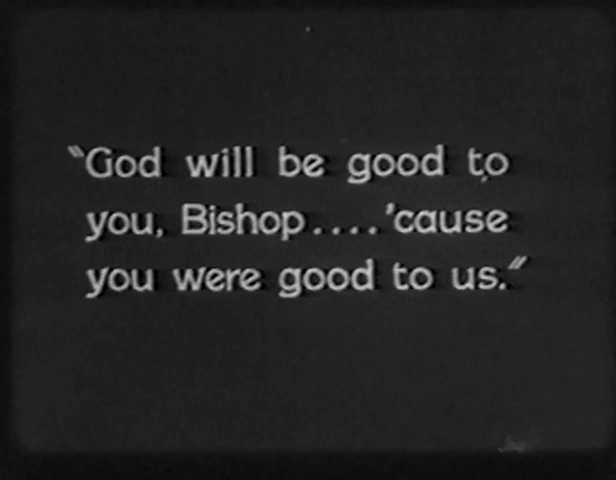 "God will be good to
you, Bishop....'cause
you were good to us."